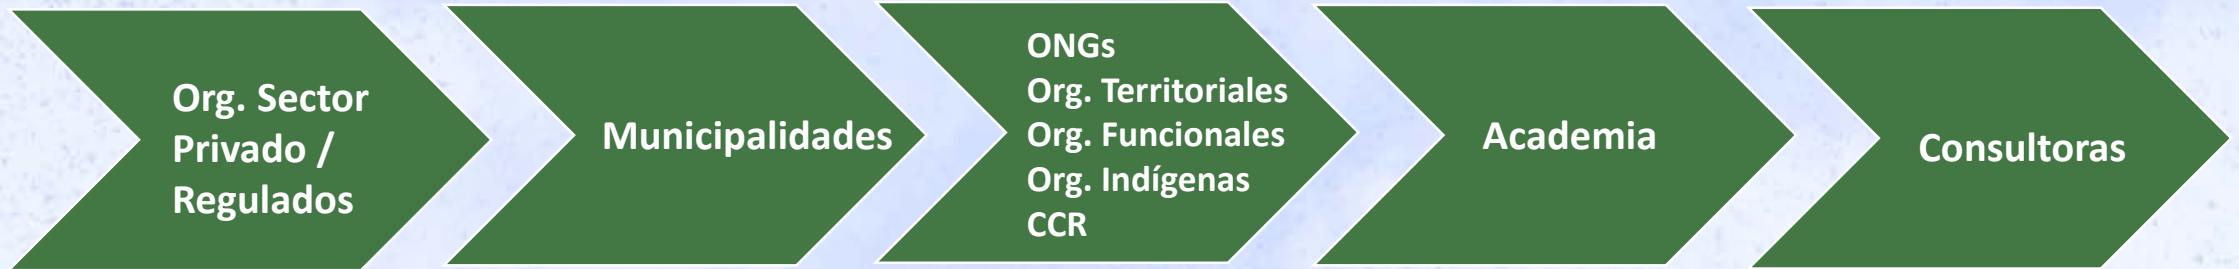 Org. Sector
Privado /
Regulados
Municipalidades
ONGs
Org. Territoriales
Org. Funcionales
Org. Indígenas
CCR
Academia
Consultoras